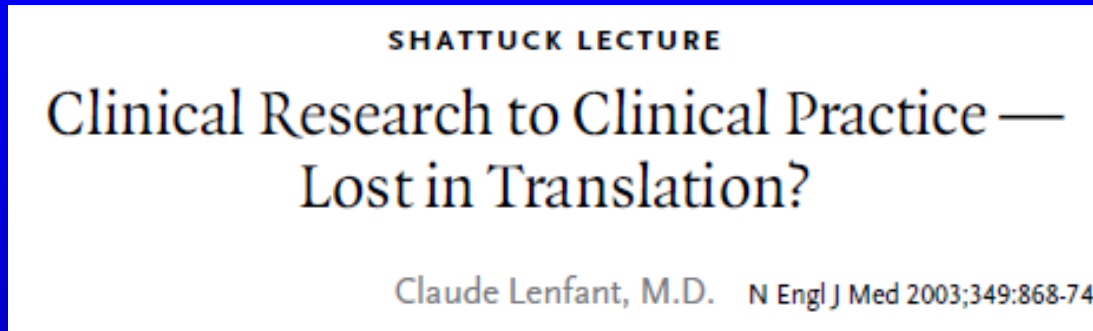 SHATTUCK LECTURE
Clinical Research to Clinical Practice —
Lost in Translation?
Claude Lenfant, M.D. N Engl J Med 2003;349:868-74